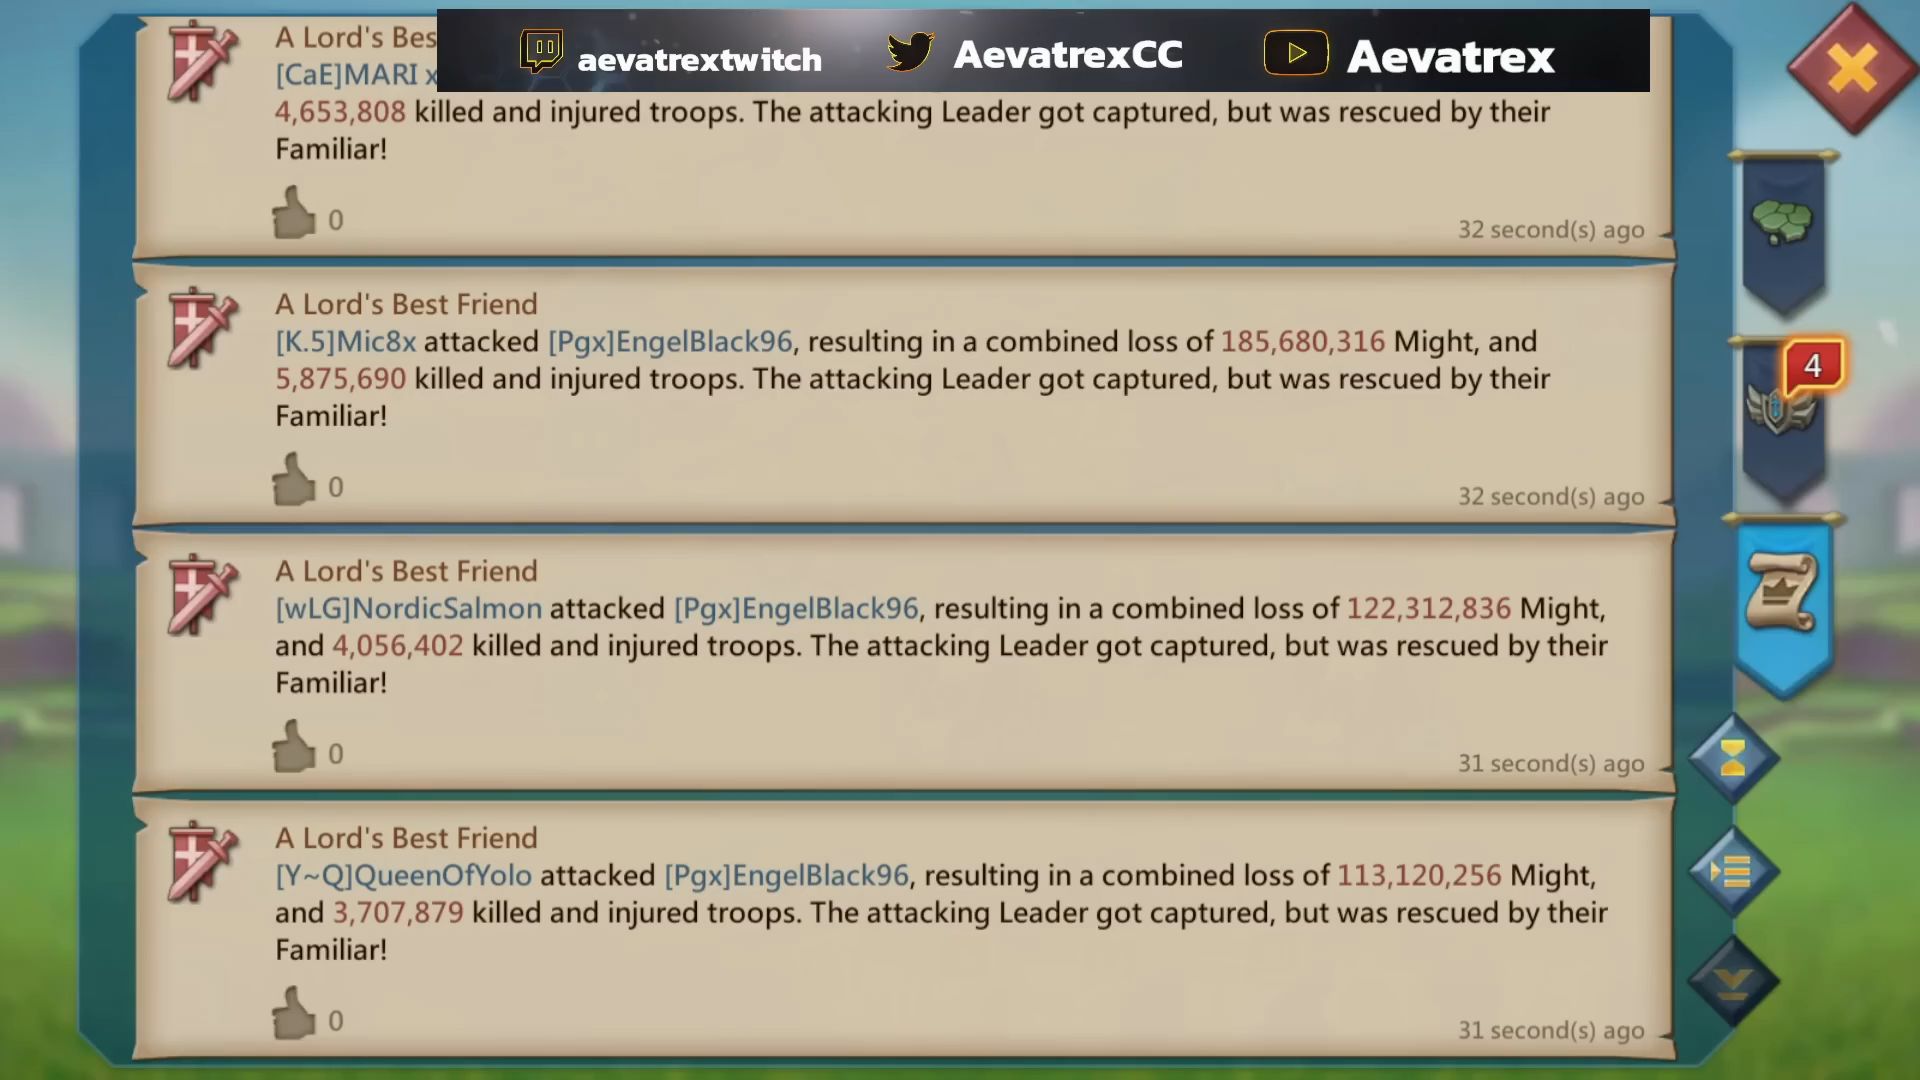 aevatrextwitch AevatrexCC Aevatrex
A Lord's Bes
[CaE]MARI x
4,653,808 killed and injured troops. The attacking Leader got captured, but was rescued by their
Familiar!
0
32 second(s) ago
A Lord's Best Friend
[K.5]Mic8x attacked [Pgx]EngelBlack96, resulting in a combined loss of 185,680,316 Might, and
5,875,690 killed and injured troops. The attacking Leader got captured, but was rescued by their
Familiar!
0
32 second(s) ago
4
A Lord's Best Friend
[wLG]NordicSalmon attacked [Pgx]EngelBlack96, resulting in a combined loss of 122,312,836 Might,
and 4,056,402 killed and injured troops. The attacking Leader got captured, but was rescued by their
Familiar!
0
31 second(s) ago
A Lord's Best Friend
[Y~Q]QueenOfYolo attacked [Pgx]EngelBlack96, resulting in a combined loss of 113,120,256 Might,
and 3,707,879 killed and injured troops. The attacking Leader got captured, but was rescued by their
Familiar!
0
31 second(s) ago